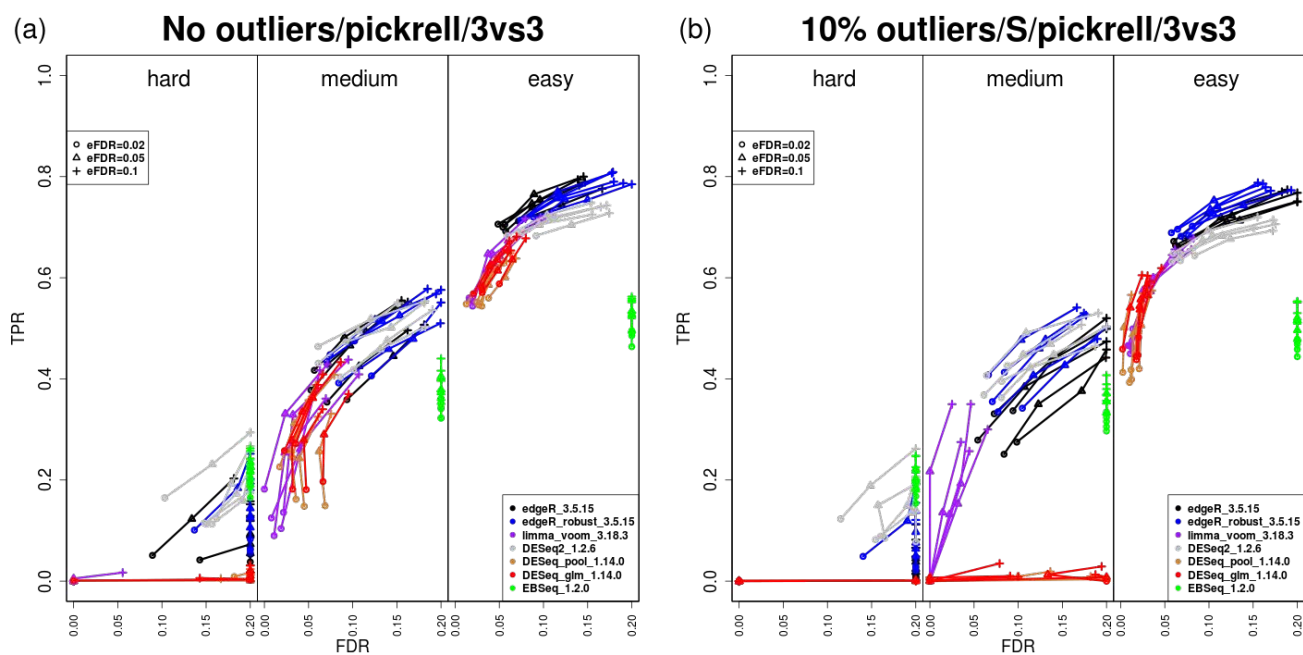 (a) No outliers/pickrell/3vs3
hard medium easy
1.0
0.8
0.6
0.4
0.2
0.0
TPR
eFDR=0.02
eFDR=0.05
eFDR=0.1
edgeR_3.5.15
edgeR_robust_3.5.15
limma_voom_3.18.3
DESeq2_1.2.6
DESeq_pool_1.14.0
DESeq_glm_1.14.0
EBSeq_1.2.0
0.00 0.05 0.10 0.15 0.20 0.00 0.05 0.10 0.15 0.20 0.00 0.05 0.10 0.15 0.20
FDR
(b) 10% outliers/S/pickrell/3vs3
hard medium easy
1.0
0.8
0.6
0.4
0.2
0.0
TPR
eFDR=0.02
eFDR=0.05
eFDR=0.1
edgeR_3.5.15
edgeR_robust_3.5.15
limma_voom_3.18.3
DESeq2_1.2.6
DESeq_pool_1.14.0
DESeq_glm_1.14.0
EBSeq_1.2.0
0.00 0.05 0.10 0.15 0.20 0.00 0.05 0.10 0.15 0.20 0.00 0.05 0.10 0.15 0.20
FDR